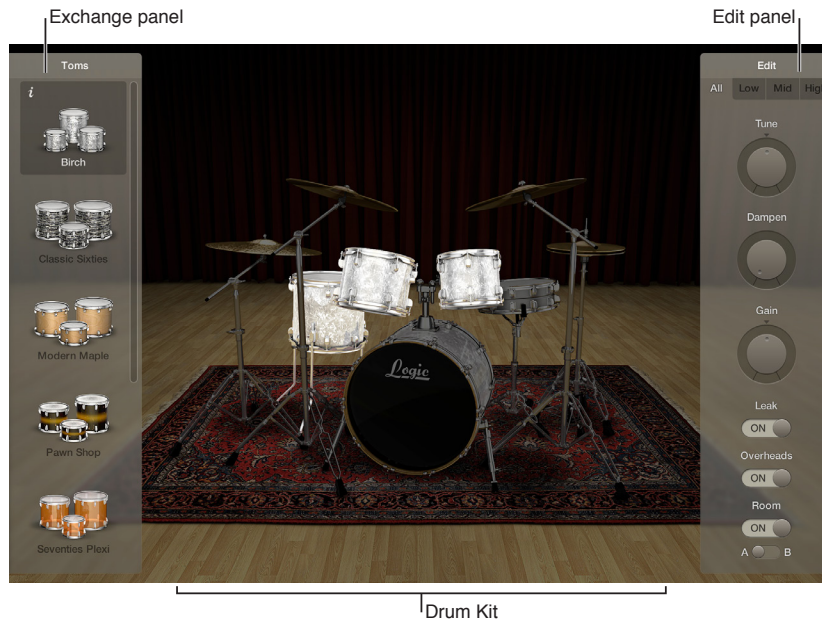 Exchange panel
Edit panel
Toms
i
Birch
Classic Sixties
Modern Maple
Pawn Shop
Seventies Plexi
Logic
Edit
All Low Mid High
Tune
Dampen
Gain
Leak
ON
Overheads
ON
Room
ON
A B
Drum Kit